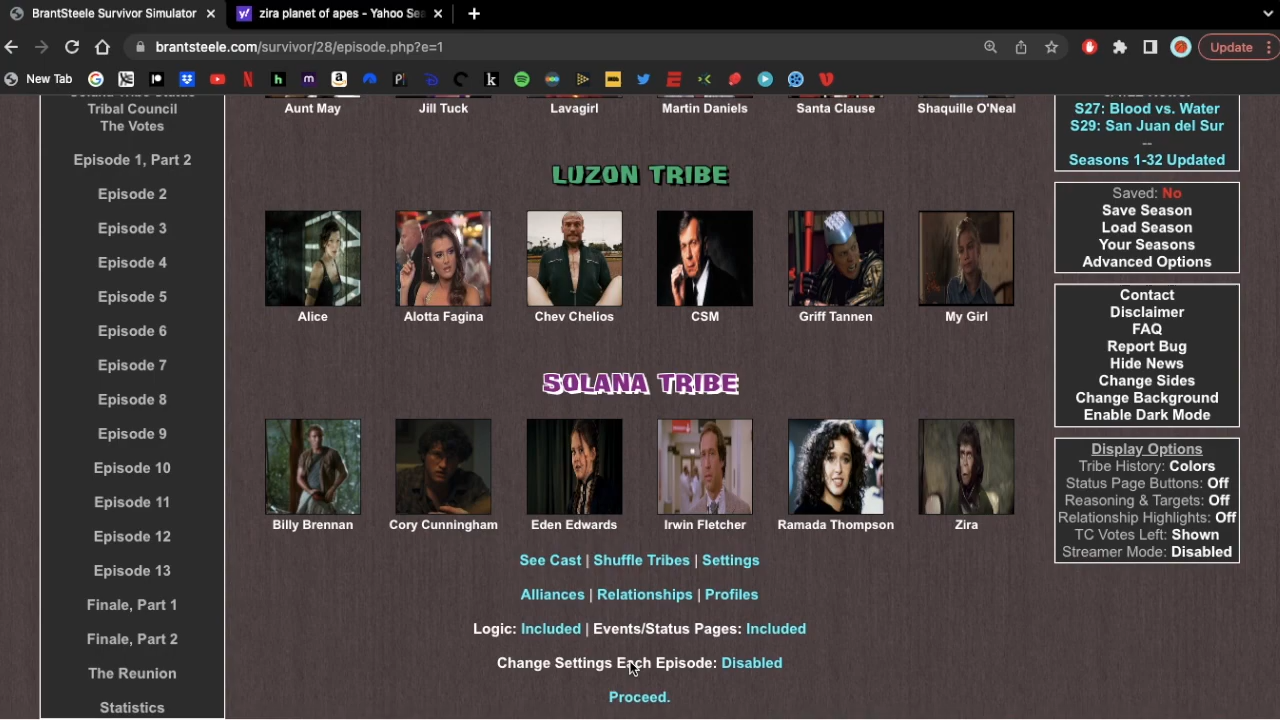 BrantSteele Survivor Simulator
zira planet of apes - Yahoo Se
brantsteele.com/survivor/28/episode.php?e=1
Update
New Tab
Tribal Council
The Votes
Episode 1, Part 2
Episode 2
Episode 3
Episode 4
Episode 5
Episode 6
Episode 7
Episode 8
Episode 9
Episode 10
Episode 11
Episode 12
Episode 13
Finale, Part 1
Finale, Part 2
The Reunion
Statistics
Aunt May
Jill Tuck
Lavagirl
Martin Daniels
Santa Clause
Shaquille O'Neal
LUZON TRIBE
Alice
Alotta Fagina
Chev Chelios
CSM
Griff Tannen
My Girl
SOLANA TRIBE
Billy Brennan
Cory Cunningham
Eden Edwards
Irwin Fletcher
Ramada Thompson
Zira
See Cast | Shuffle Tribes | Settings
Alliances | Relationships | Profiles
Logic: Included | Events/Status Pages: Included
Change Settings Each Episode: Disabled
Proceed.
S27: Blood vs. Water
S29: San Juan del Sur
--
Seasons 1-32 Updated
Saved: No
Save Season
Load Season
Your Seasons
Advanced Options
Contact
Disclaimer
FAQ
Report Bug
Hide News
Change Sides
Change Background
Enable Dark Mode
Display Options
Tribe History: Colors
Status Page Buttons: Off
Reasoning & Targets: Off
Relationship Highlights: Off
TC Votes Left: Shown
Streamer Mode: Disabled